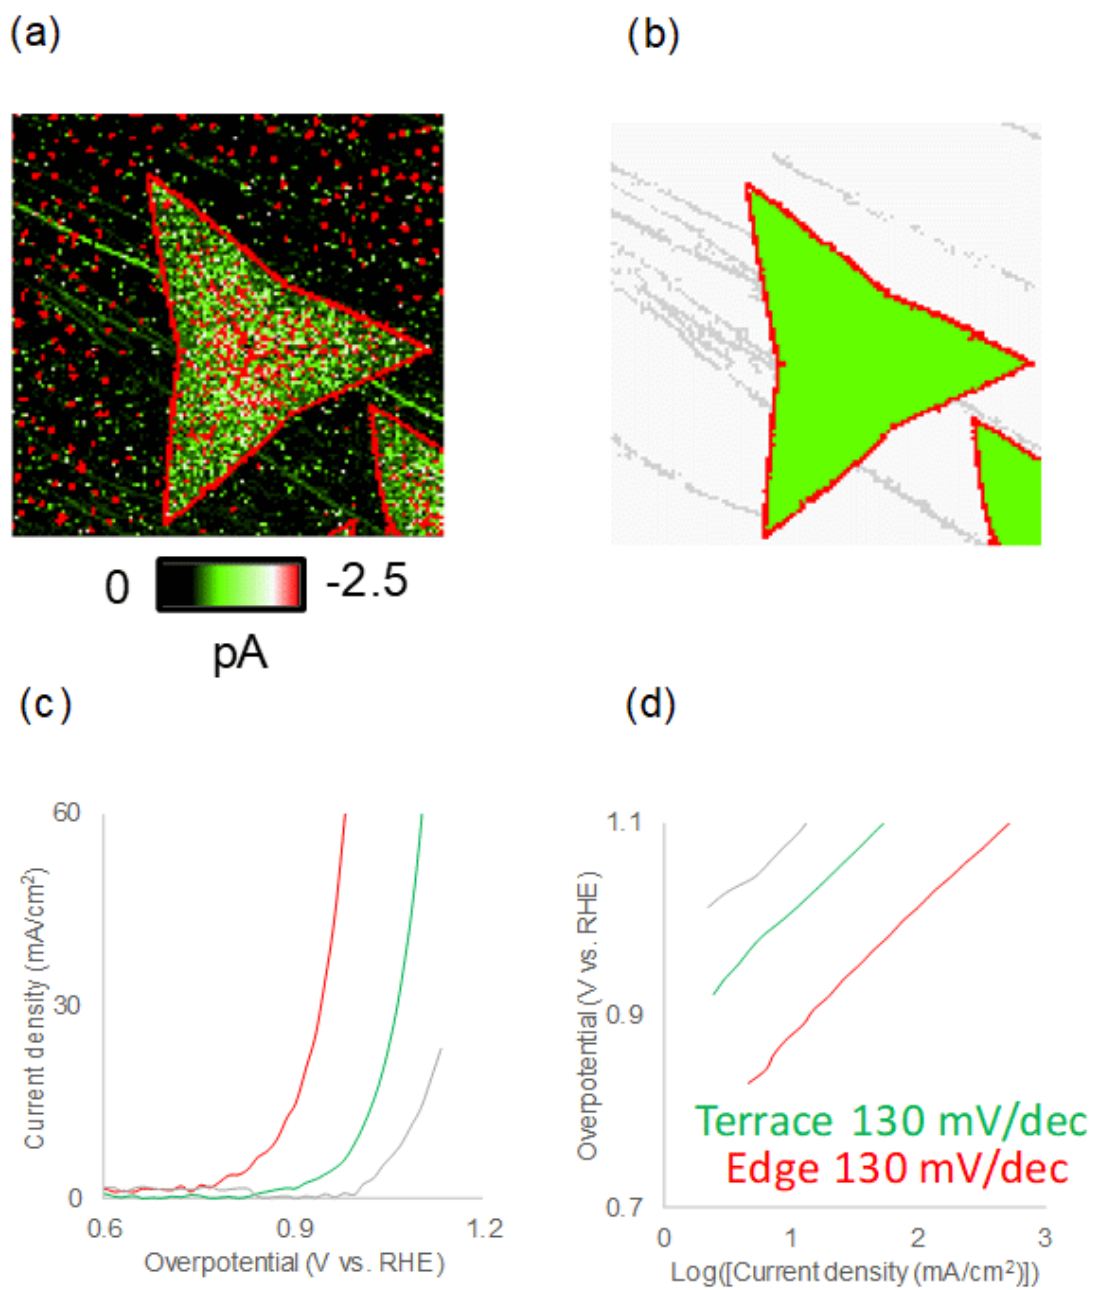 (a)
(b)
0
-2.5
pA
(c)
(d)
60
30
0
Current density (mA/cm²)
0.6
0.9
1.2
Overpotential (V vs. RHE)
1.1
0.9
0.7
Overpotential (V vs. RHE)
Terrace 130 mV/dec
Edge 130 mV/dec
0
1
2
3
Log([Current density (mA/cm²)])